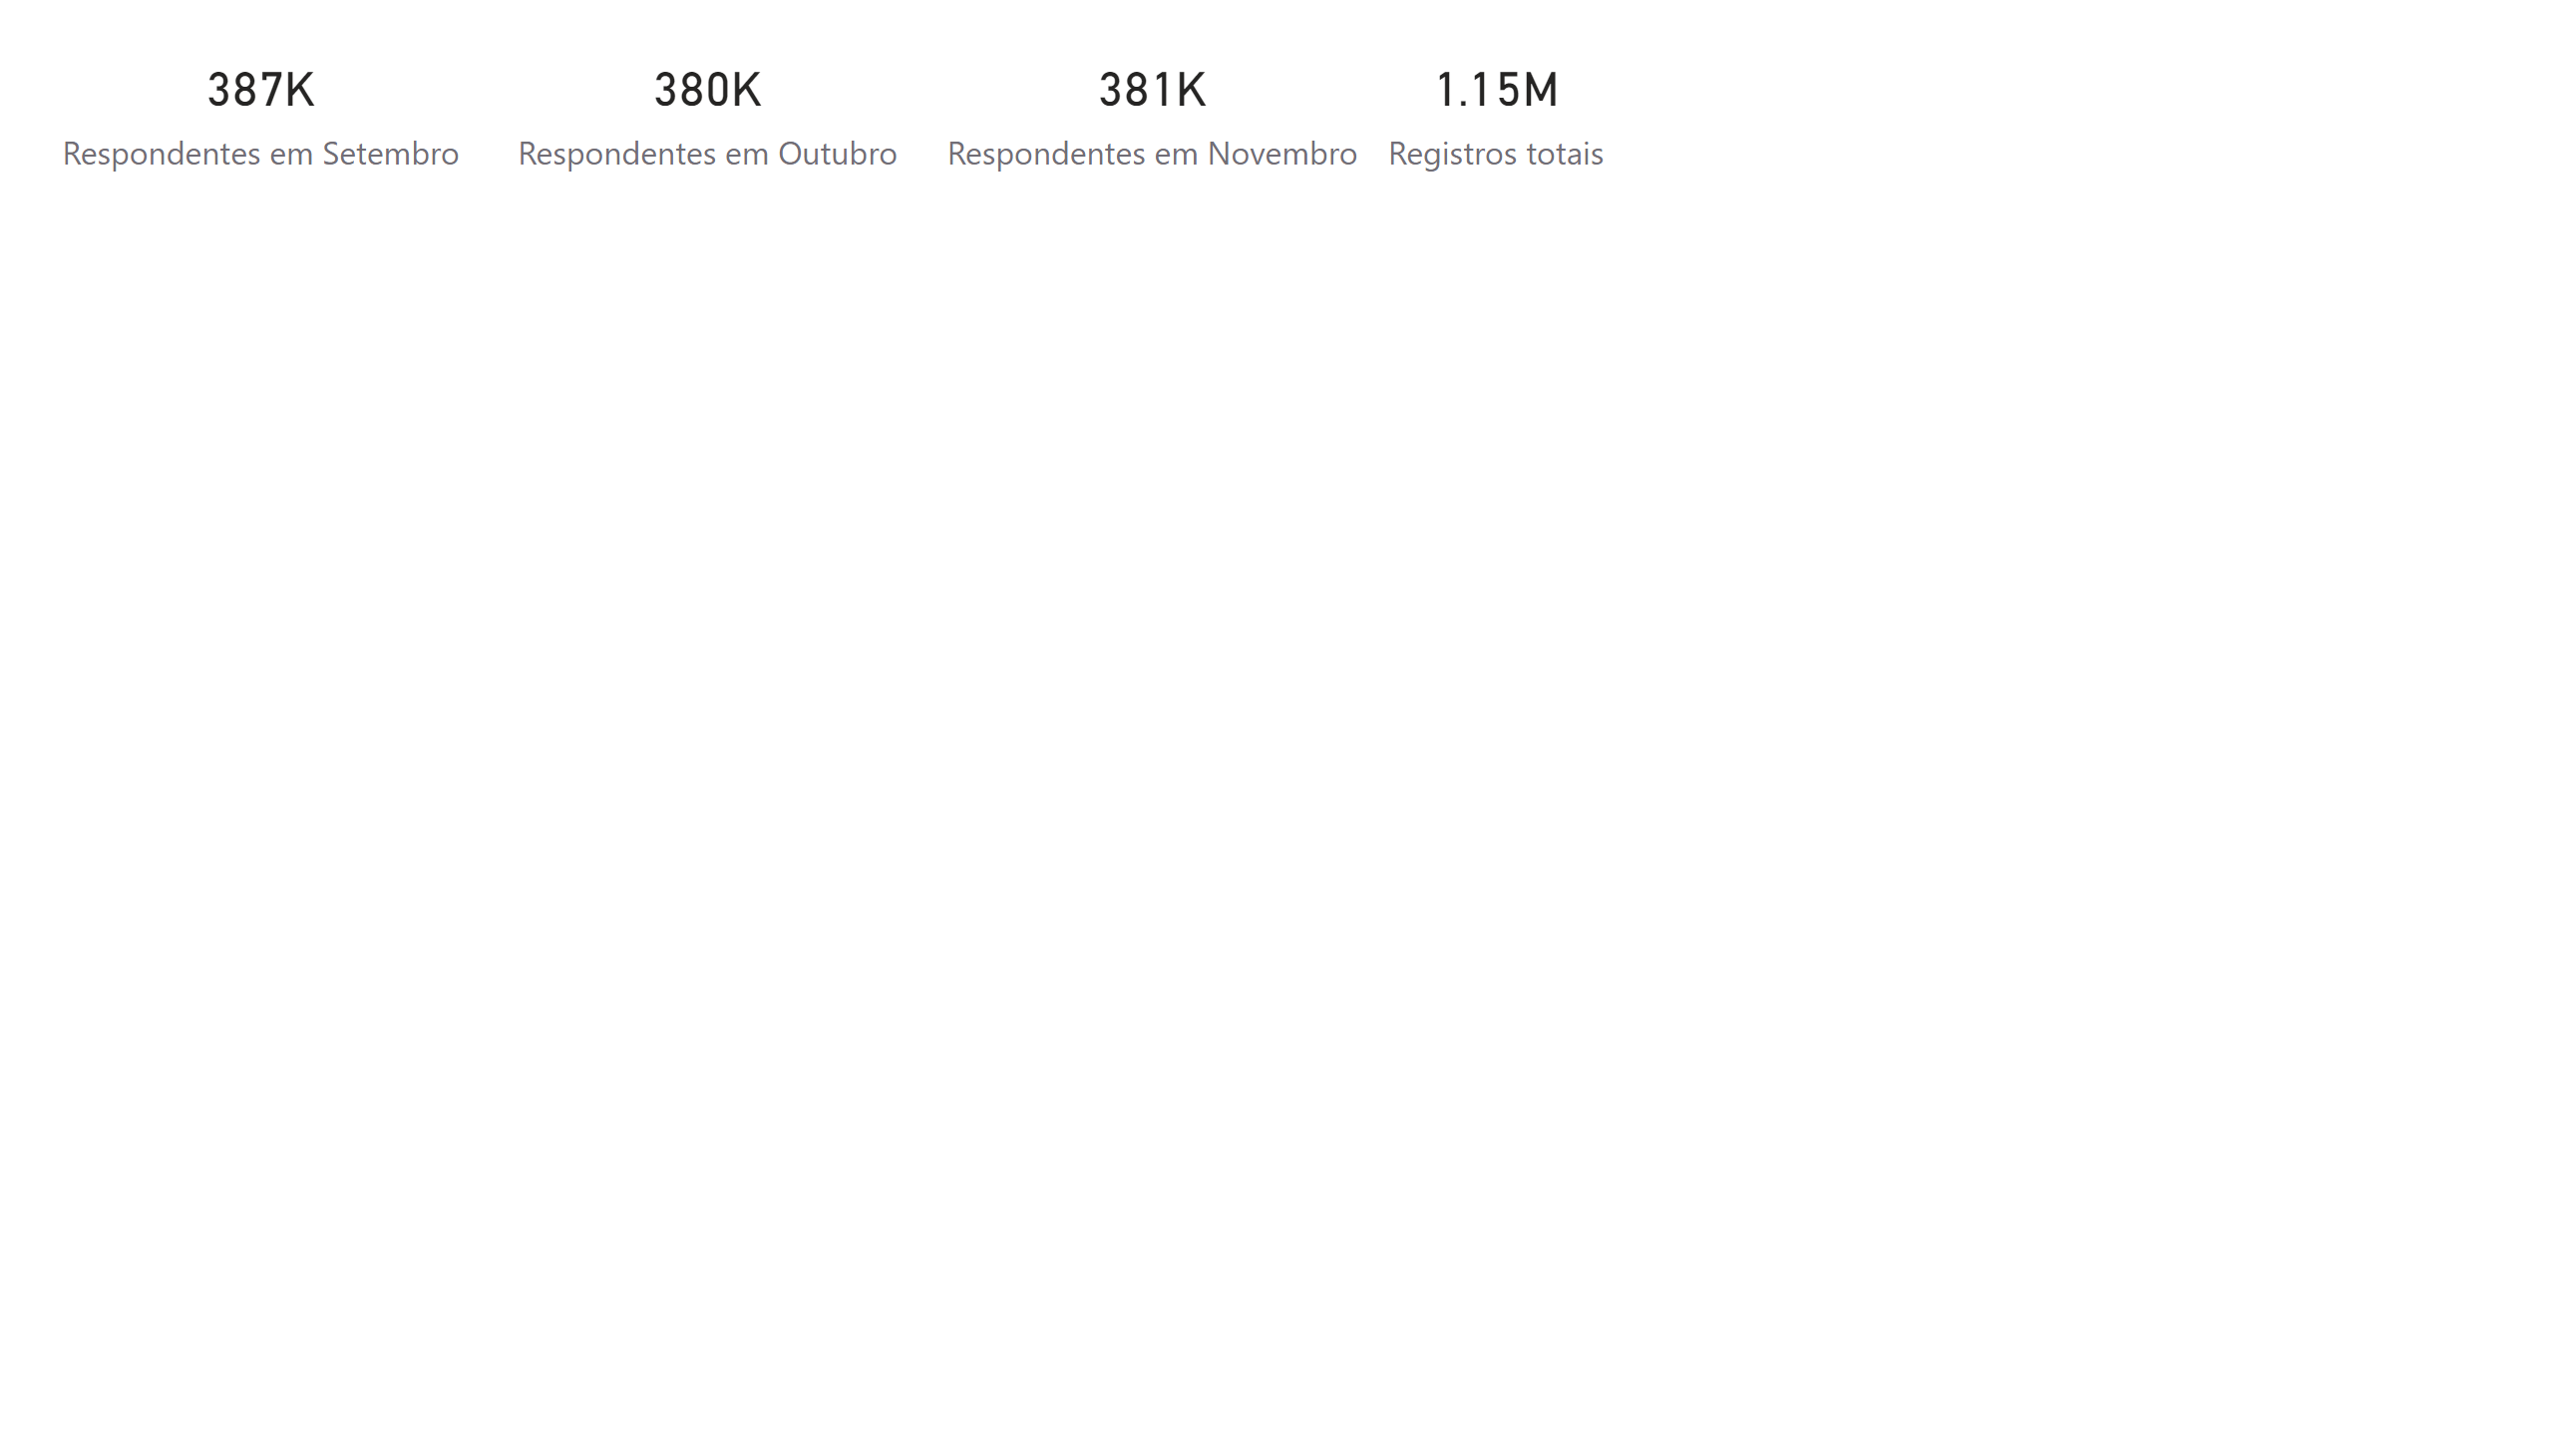 387K
Respondentes em Setembro
380K
Respondentes em Outubro
381K
Respondentes em Novembro
1.15M
Registros totais